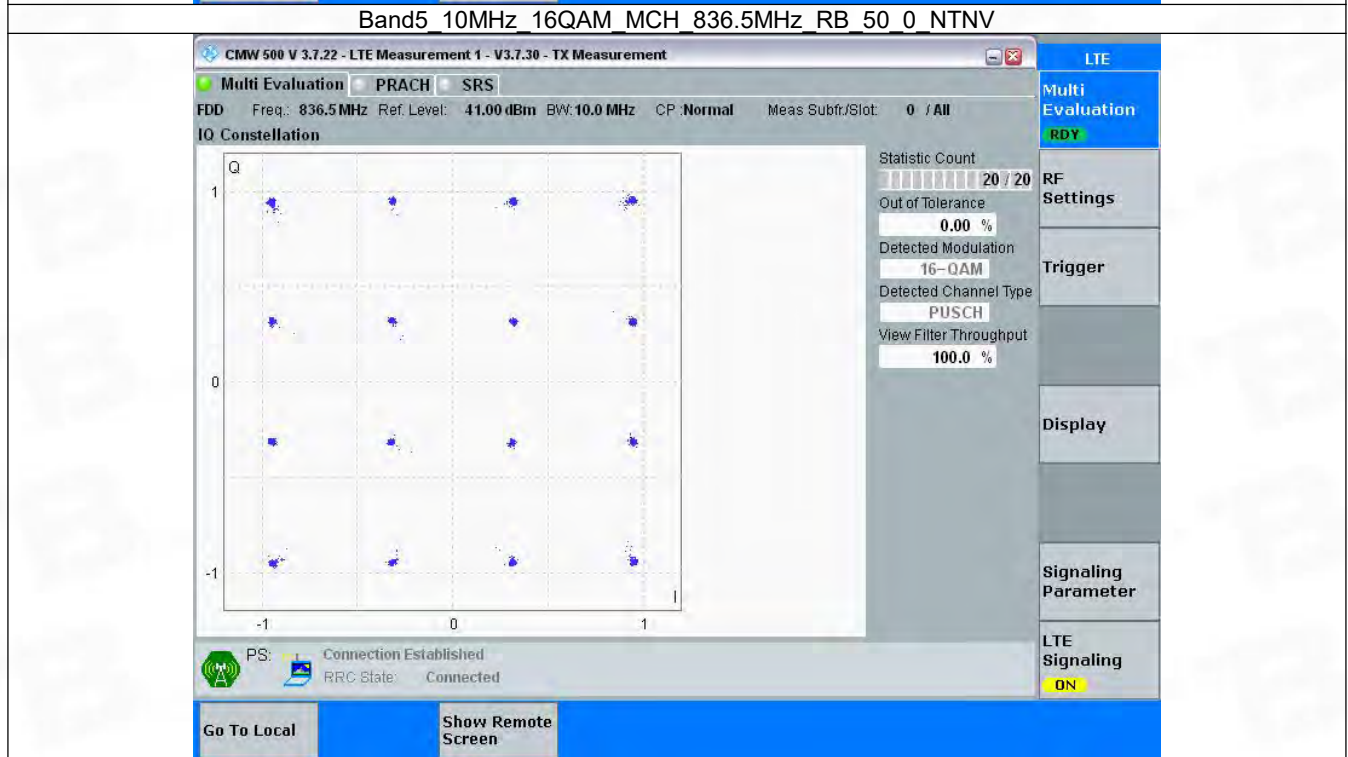 Band5_10MHz_16QAM_MCH_836.5MHz_RB_50_0_NTNV
CMW 500 V 3.7.22 - LTE Measurement 1 - V3.7.30 - TX Measurement
LTE
Multi Evaluation PRACH SRS
Multi
Evaluation
RDY
FDD Freq.: 836.5 MHz Ref. Level: 41.00 dBm BW: 10.0 MHz CP :Normal Meas Subfr./Slot: 0 / All
IQ Constellation
Q
1
0
-1
I
-1 0 1
Statistic Count
20 / 20
Out of Tolerance
0.00 %
Detected Modulation
16-QAM
Detected Channel Type
PUSCH
View Filter Throughput
100.0 %
RF
Settings
Trigger
Display
Signaling
Parameter
LTE
Signaling
ON
PS: Connection Established
RRC State: Connected
Go To Local
Show Remote
Screen